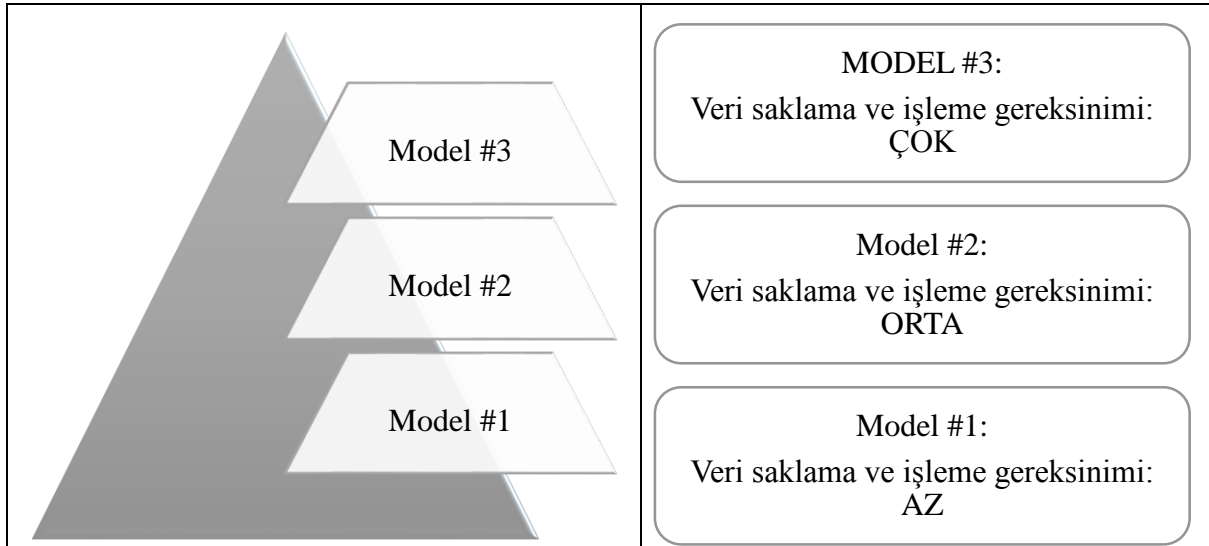 Model #3
Model #2
Model #1
MODEL #3:
Veri saklama ve işleme gereksinimi:
ÇOK
Model #2:
Veri saklama ve işleme gereksinimi:
ORTA
Model #1:
Veri saklama ve işleme gereksinimi:
AZ